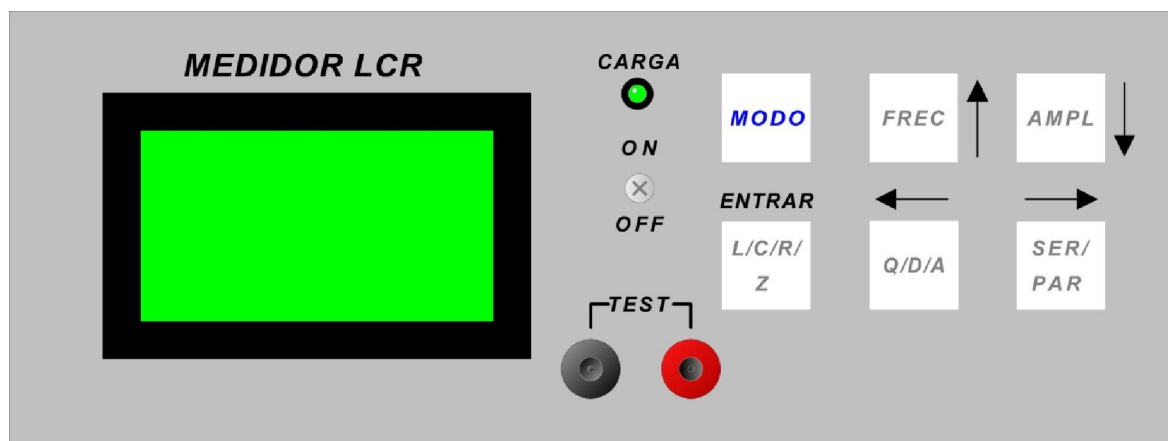 MEDIDOR LCR
CARGA
ON
OFF
TEST
MODO
FREC
AMPL
ENTRAR
L/C/R/
Z
Q/D/A
SER/
PAR